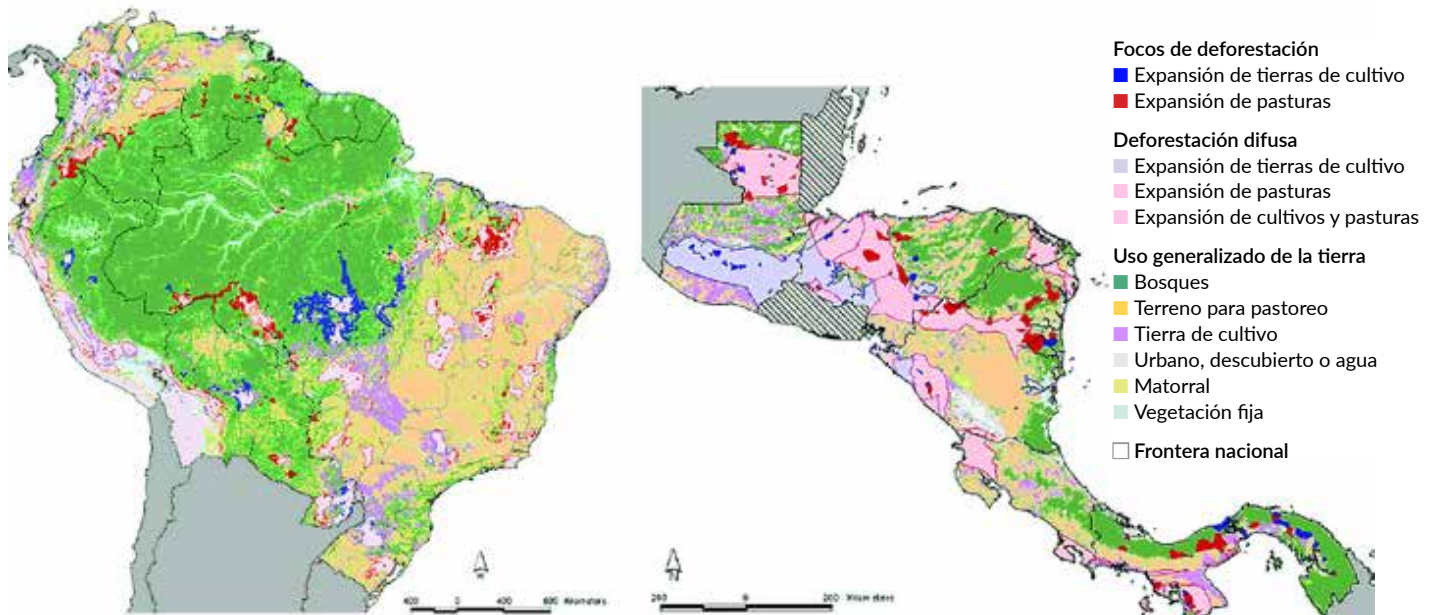 Focos de deforestación
Expansión de tierras de cultivo
Expansión de pasturas
Deforestación difusa
Expansión de tierras de cultivo
Expansión de pasturas
Expansión de cultivos y pasturas
Uso generalizado de la tierra
Bosques
Terreno para pastoreo
Tierra de cultivo
Urbano, descubierto o agua
Matorral
Vegetación fija
Frontera nacional
N
400 0 400 800 Kilometers
200 0 200 Kilometers